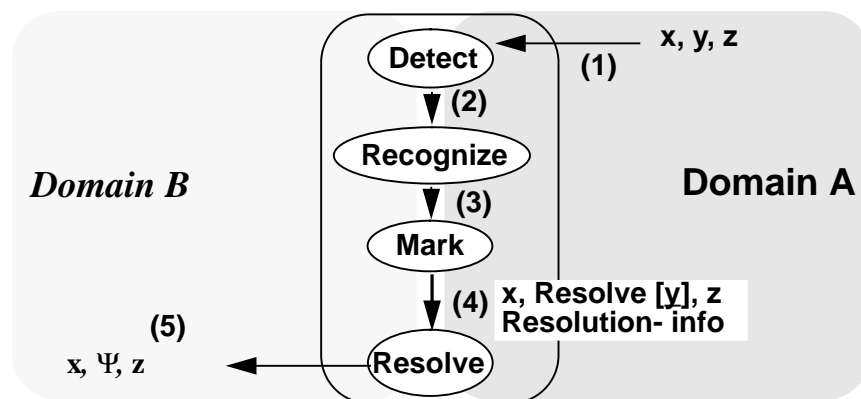 Detect
x, y, z
(1)
(2)
Recognize
Domain B
Domain A
(3)
Mark
(4)
x, Resolve [y], z
Resolution- info
(5)
x, Ψ, z
Resolve